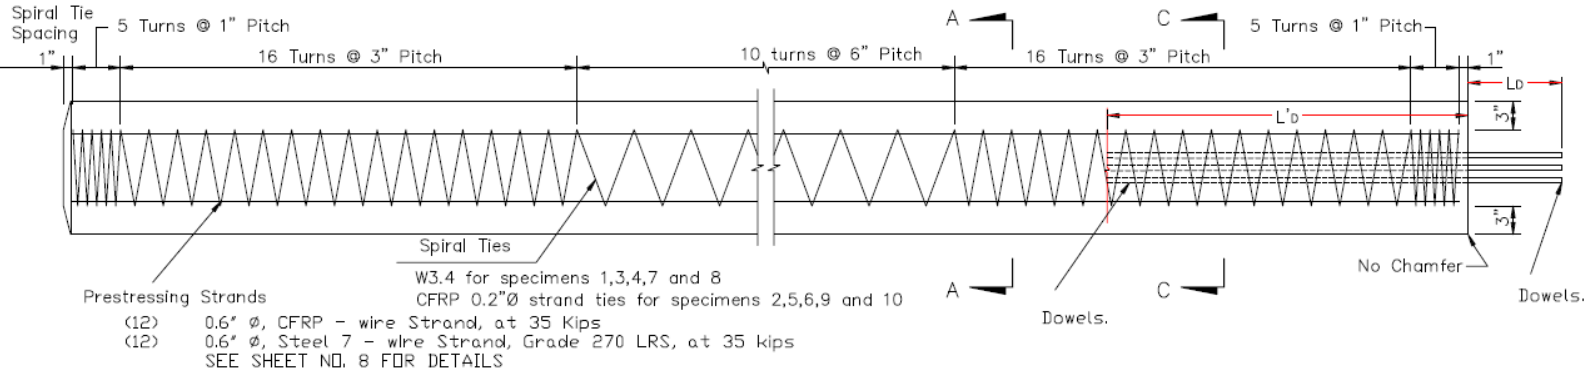 Spiral Tie
Spacing
5 Turns @ 1" Pitch
A
C
5 Turns @ 1" Pitch
1"
16 Turns @ 3" Pitch
10 turns @ 6" Pitch
16 Turns @ 3" Pitch
1"
LD
L'D
3"
3"
Spiral Ties
W3.4 for specimens 1,3,4,7 and 8
CFRP 0.2"Ø strand ties for specimens 2,5,6,9 and 10
A
C
No Chamfer
Dowels.
Dowels.
Prestressing Strands
(12) 0.6" Ø, CFRP - wire Strand, at 35 Kips
(12) 0.6" Ø, Steel 7 - wire Strand, Grade 270 LRS, at 35 kips
SEE SHEET NO. 8 FOR DETAILS